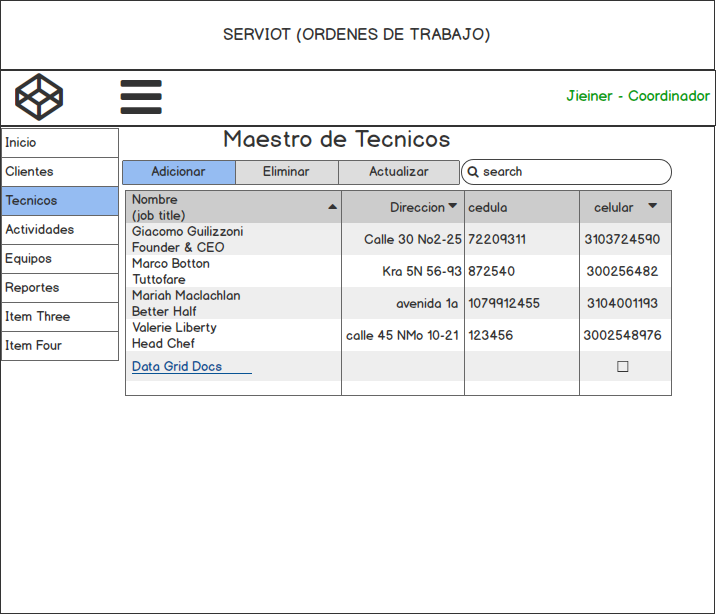 SERVIOT (ORDENES DE TRABAJO)
Jieiner - Coordinador
Inicio
Clientes
Tecnicos
Actividades
Equipos
Reportes
Item Three
Item Four
Maestro de Tecnicos
Adicionar Eliminar Actualizar search
Nombre
(job title) Direccion cedula celular
Giacomo Guilizzoni
Founder & CEO Calle 30 No2-25 72209311 3103724590
Marco Botton
Tuttofare Kra 5N 56-93 872540 300256482
Mariah Maclachlan
Better Half avenida 1a 1079912455 3104001193
Valerie Liberty
Head Chef calle 45 NMo 10-21 123456 3002548976
Data Grid Docs